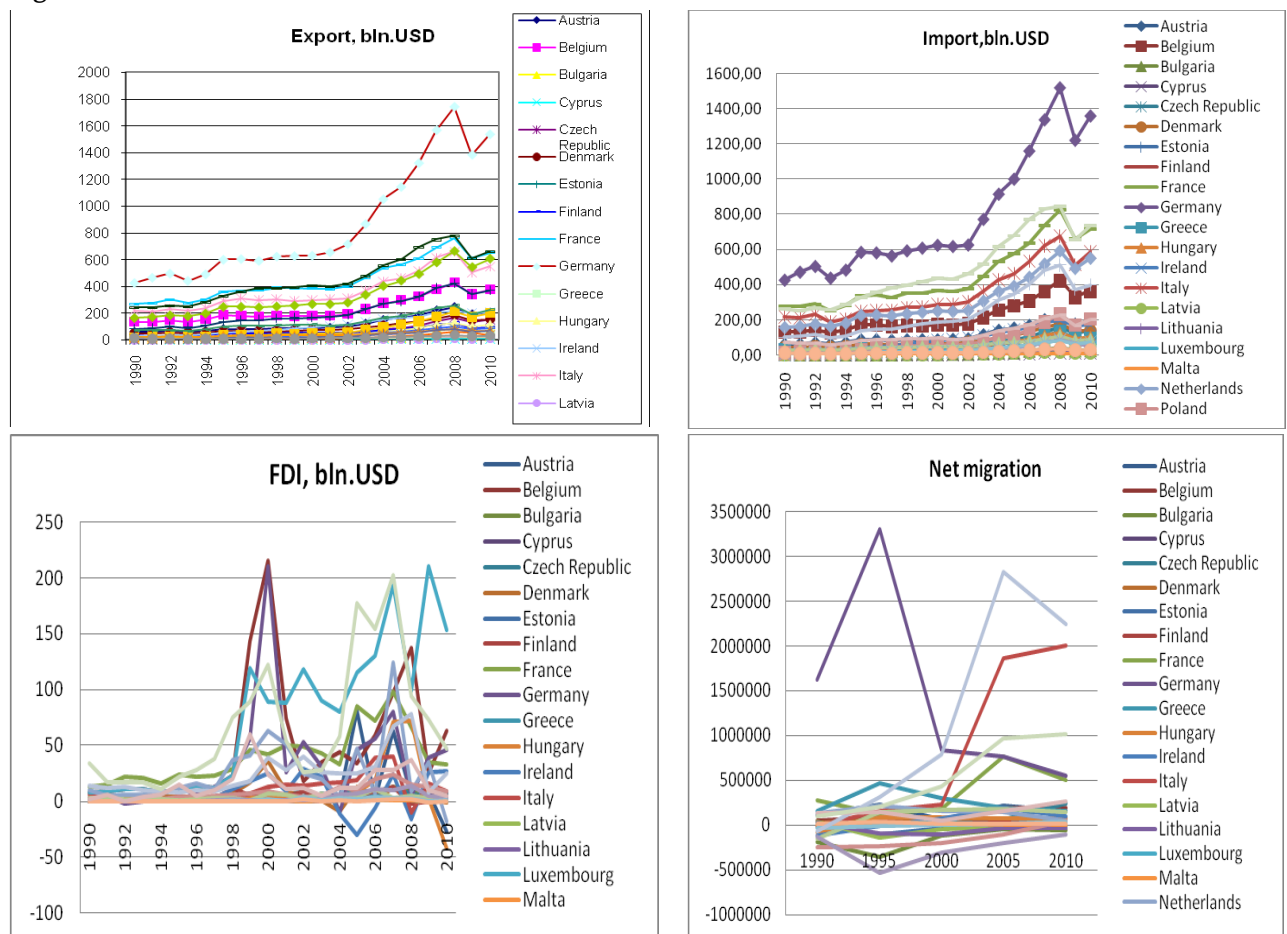 Export, bln.USD
2000
1800
1600
1400
1200
1000
800
600
400
200
0
1990
1992
1994
1996
1998
2000
2002
2004
2006
2008
2010
Austria
Belgium
Bulgaria
Cyprus
Czech
Republic
Denmark
Estonia
Finland
France
Germany
Greece
Hungary
Ireland
Italy
Latvia
Import,bln.USD
1600,00
1400,00
1200,00
1000,00
800,00
600,00
400,00
200,00
0,00
1990
1992
1994
1996
1998
2000
2002
2004
2006
2008
2010
Austria
Belgium
Bulgaria
Cyprus
Czech Republic
Denmark
Estonia
Finland
France
Germany
Greece
Hungary
Ireland
Italy
Latvia
Lithuania
Luxembourg
Malta
Netherlands
Poland
FDI, bln.USD
250
200
150
100
50
0
-50
-100
1990
1992
1994
1996
1998
2000
2002
2004
2006
2008
2010
Austria
Belgium
Bulgaria
Cyprus
Czech Republic
Denmark
Estonia
Finland
France
Germany
Greece
Hungary
Ireland
Italy
Latvia
Lithuania
Luxembourg
Malta
Net migration
3500000
3000000
2500000
2000000
1500000
1000000
500000
0
-500000
-1000000
1990
1995
2000
2005
2010
Austria
Belgium
Bulgaria
Cyprus
Czech Republic
Denmark
Estonia
Finland
France
Germany
Greece
Hungary
Ireland
Italy
Latvia
Lithuania
Luxembourg
Malta
Netherlands